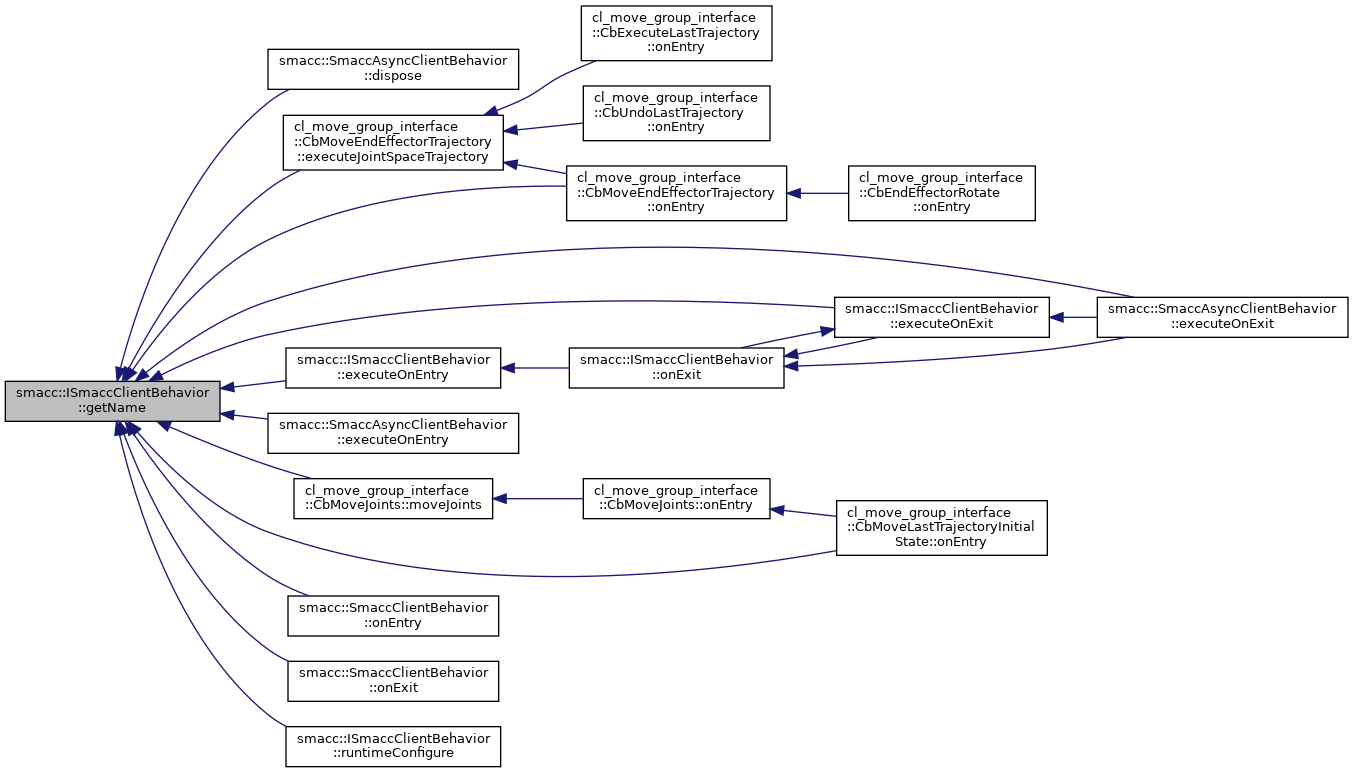 cl_move_group_interface
::CbExecuteLastTrajectory
::onEntry
smacc::SmaccAsyncClientBehavior
::dispose
cl_move_group_interface
::CbUndoLastTrajectory
::onEntry
cl_move_group_interface
::CbMoveEndEffectorTrajectory
::executeJointSpaceTrajectory
cl_move_group_interface
::CbMoveEndEffectorTrajectory
::onEntry
cl_move_group_interface
::CbEndEffectorRotate
::onEntry
smacc::ISmaccClientBehavior
::executeOnExit
smacc::SmaccAsyncClientBehavior
::executeOnExit
smacc::ISmaccClientBehavior
::executeOnEntry
smacc::ISmaccClientBehavior
::onExit
smacc::ISmaccClientBehavior
::getName
smacc::SmaccAsyncClientBehavior
::executeOnEntry
cl_move_group_interface
::CbMoveJoints::moveJoints
cl_move_group_interface
::CbMoveJoints::onEntry
cl_move_group_interface
::CbMoveLastTrajectoryInitial
State::onEntry
smacc::SmaccClientBehavior
::onEntry
smacc::SmaccClientBehavior
::onExit
smacc::ISmaccClientBehavior
::runtimeConfigure